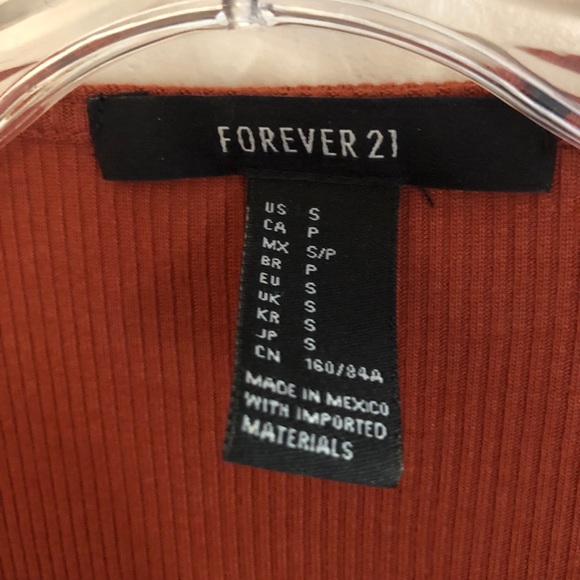 FOREVER 21
US S
CA P
MX S/P
BR P
EU S
UK S
KR S
JP S
CN 160/84A
MADE IN MEXICO
WITH IMPORTED
MATERIALS